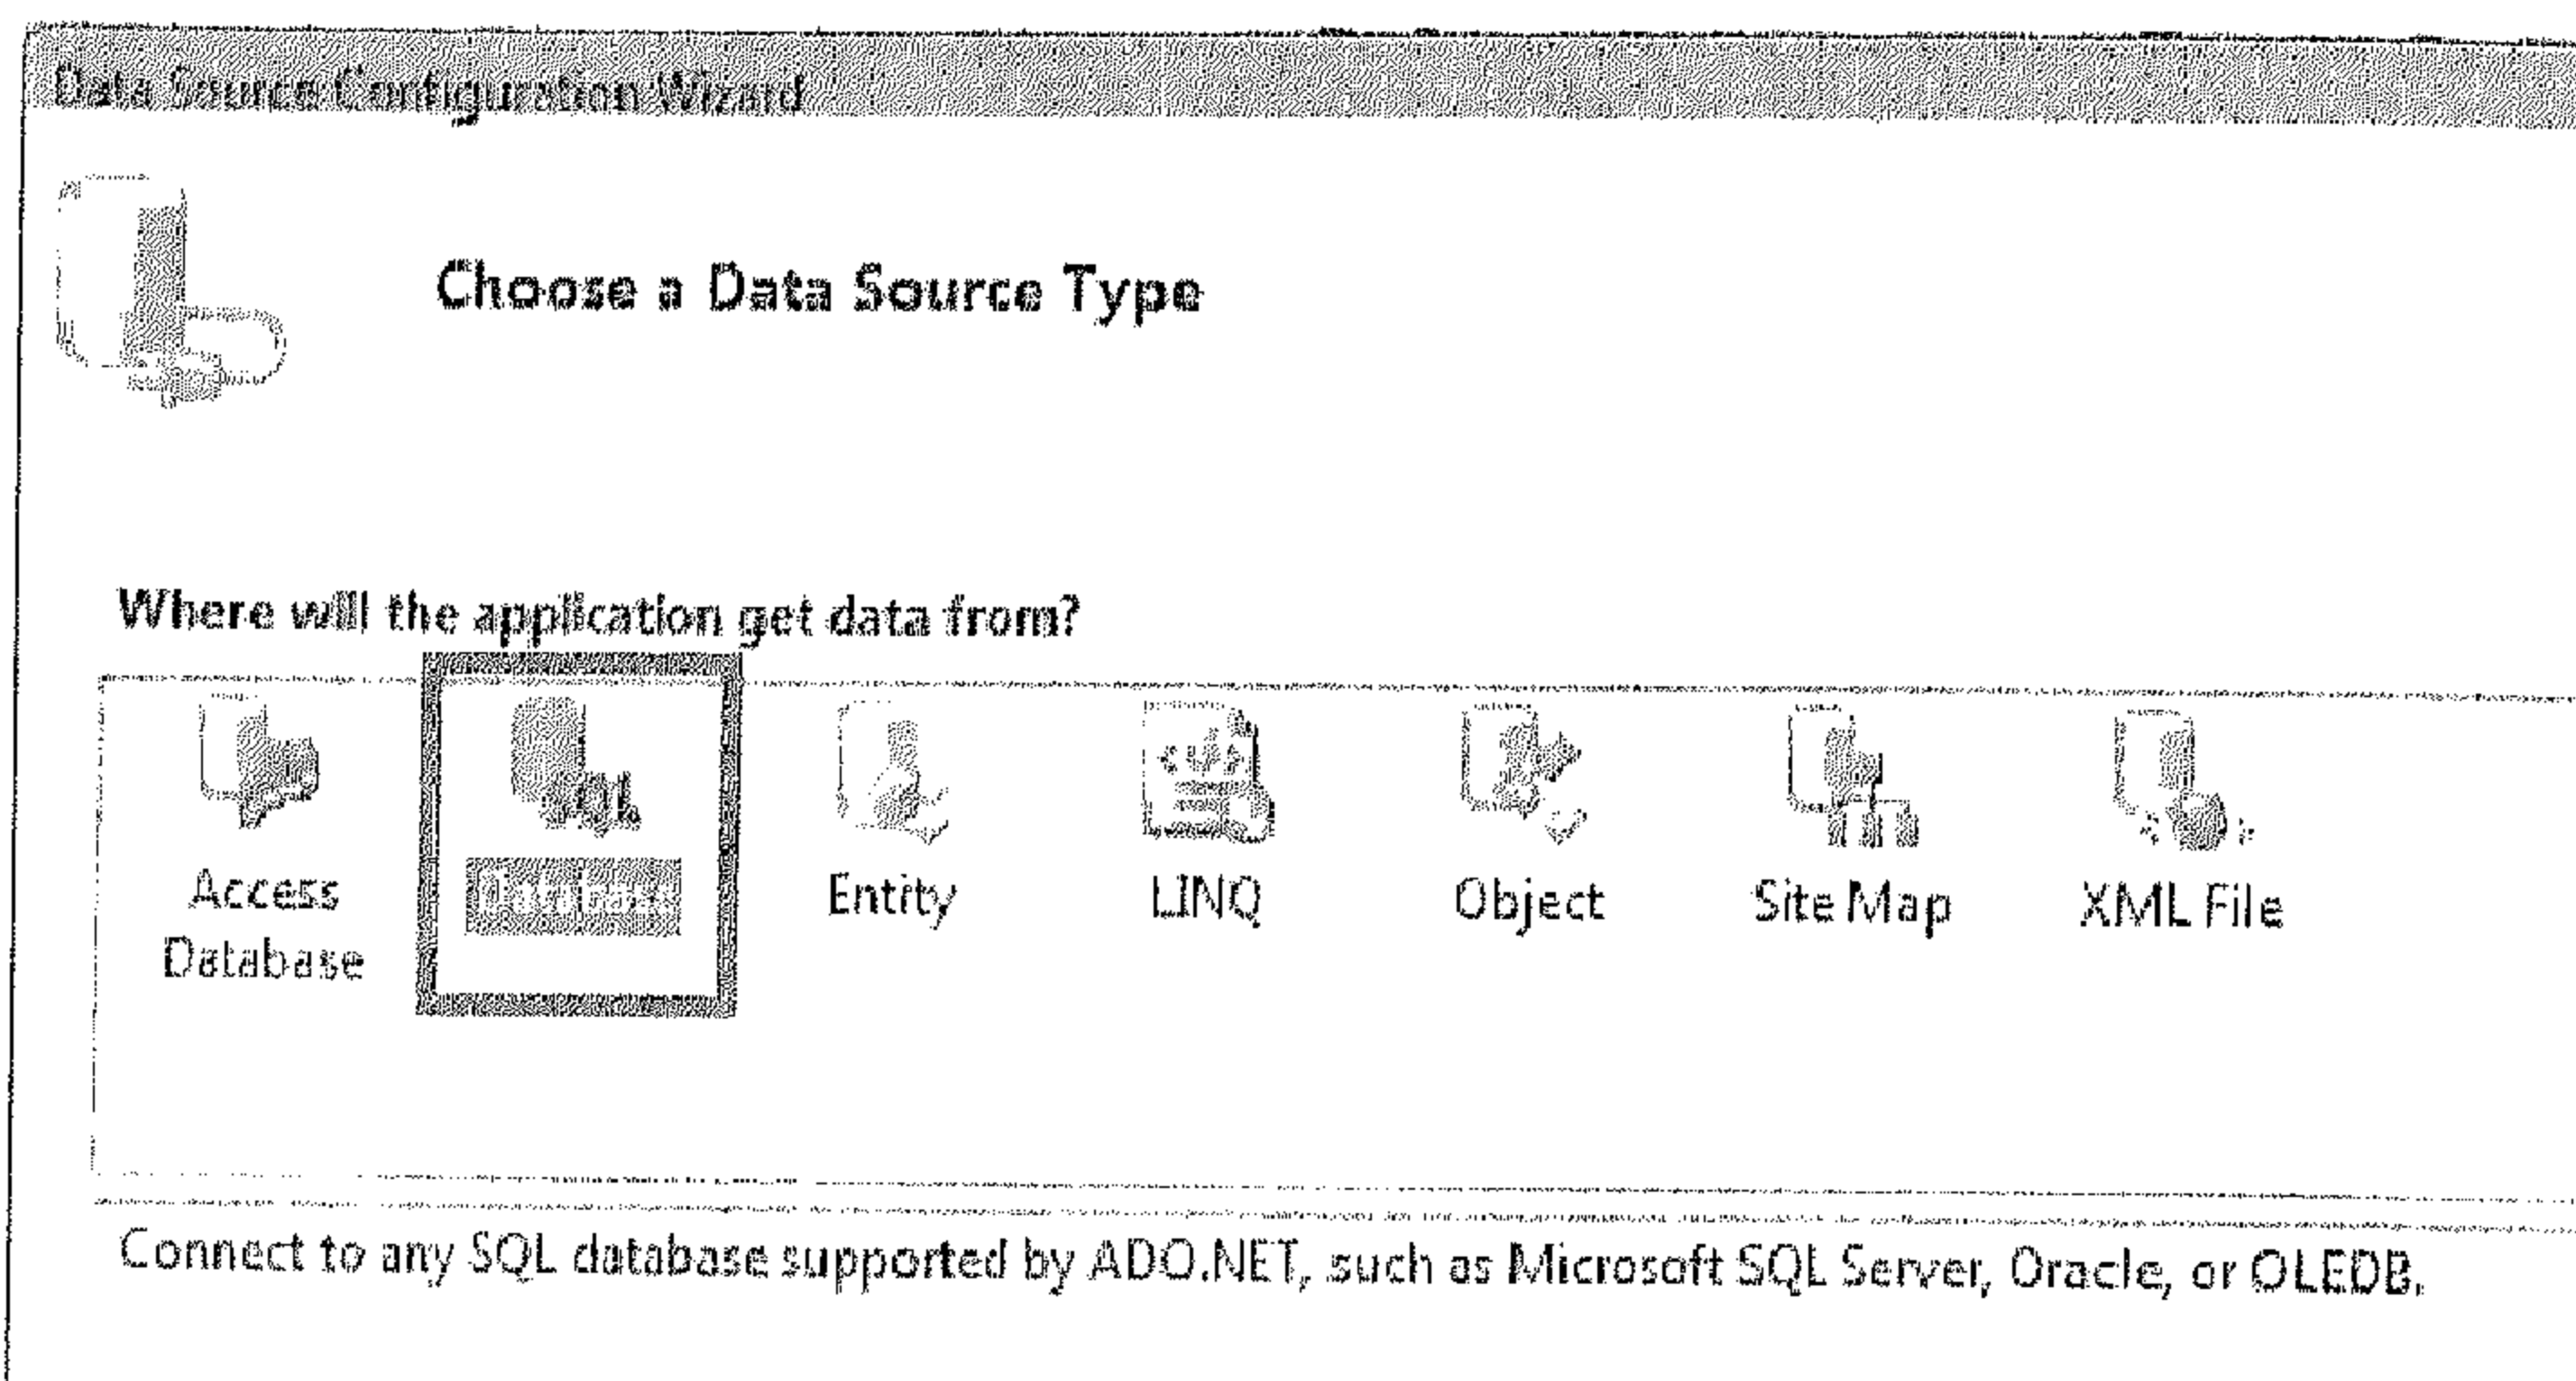 Data Source Configuration Wizard
Choose a Data Source Type
Where will the application get data from?
SQL
Access Database
Database
Entity
LINQ
Object
Site Map
XML File
Connect to any SQL database supported by ADO.NET, such as Microsoft SQL Server, Oracle, or OLEDB.